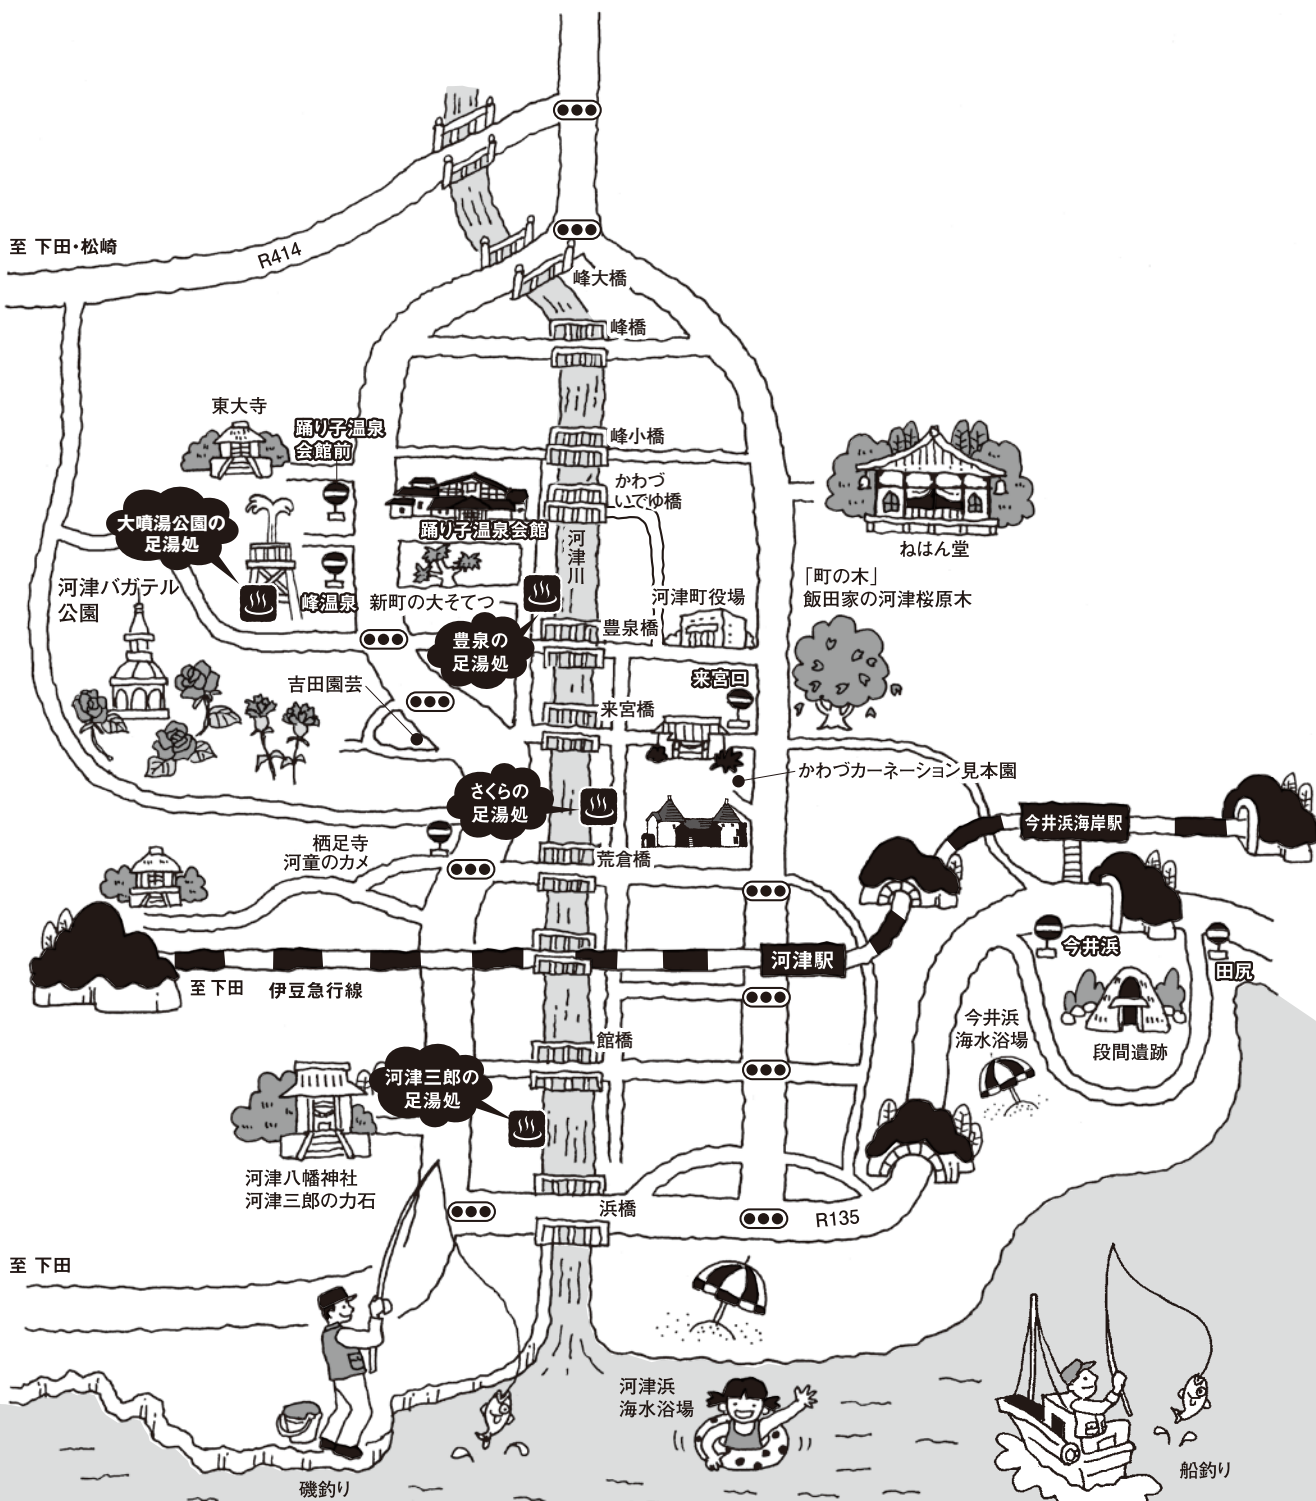 至 下田・松崎
R414
峰大橋
峰橋
東大寺
踊り子温泉
会館前
峰小橋
かわづ
いでゆ橋
大噴湯公園の
足湯処
踊り子温泉会館
河津川
ねはん堂
河津バガテル
公園
峰温泉
新町の大そてつ
河津町役場
「町の木」
飯田家の河津桜原木
豊泉の
足湯処
豊泉橋
吉田園芸
来宮橋
来宮口
かわづカーネーション見本園
さくらの
足湯処
今井浜海岸駅
栖足寺
河童のカメ
荒倉橋
河津駅
今井浜
田尻
至 下田
伊豆急行線
今井浜
海水浴場
段間遺跡
館橋
河津三郎の
足湯処
河津八幡神社
河津三郎の力石
浜橋
R135
至 下田
河津浜
海水浴場
磯釣り
船釣り